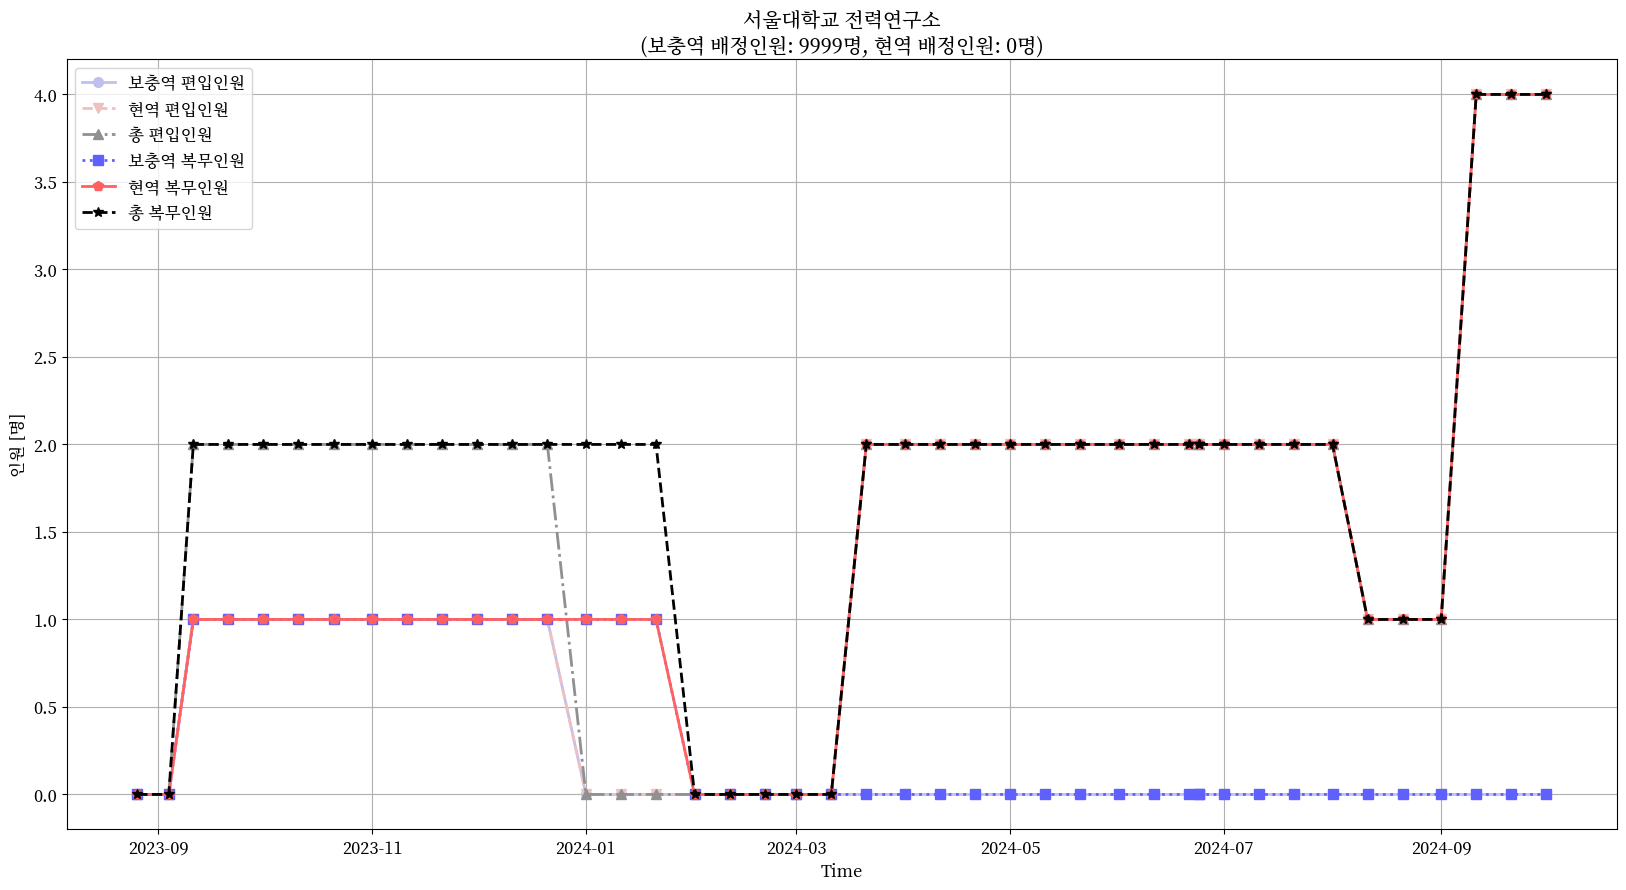 서울대학교 전력연구소
(보충역 배정인원: 9999명, 현역 배정인원: 0명)
보충역 편입인원
현역 편입인원
총 편입인원
보충역 복무인원
현역 복무인원
총 복무인원
4.0
3.5
3.0
2.5
2.0
1.5
1.0
0.5
0.0
인원 [명]
2023-09
2023-11
2024-01
2024-03
2024-05
2024-07
2024-09
Time